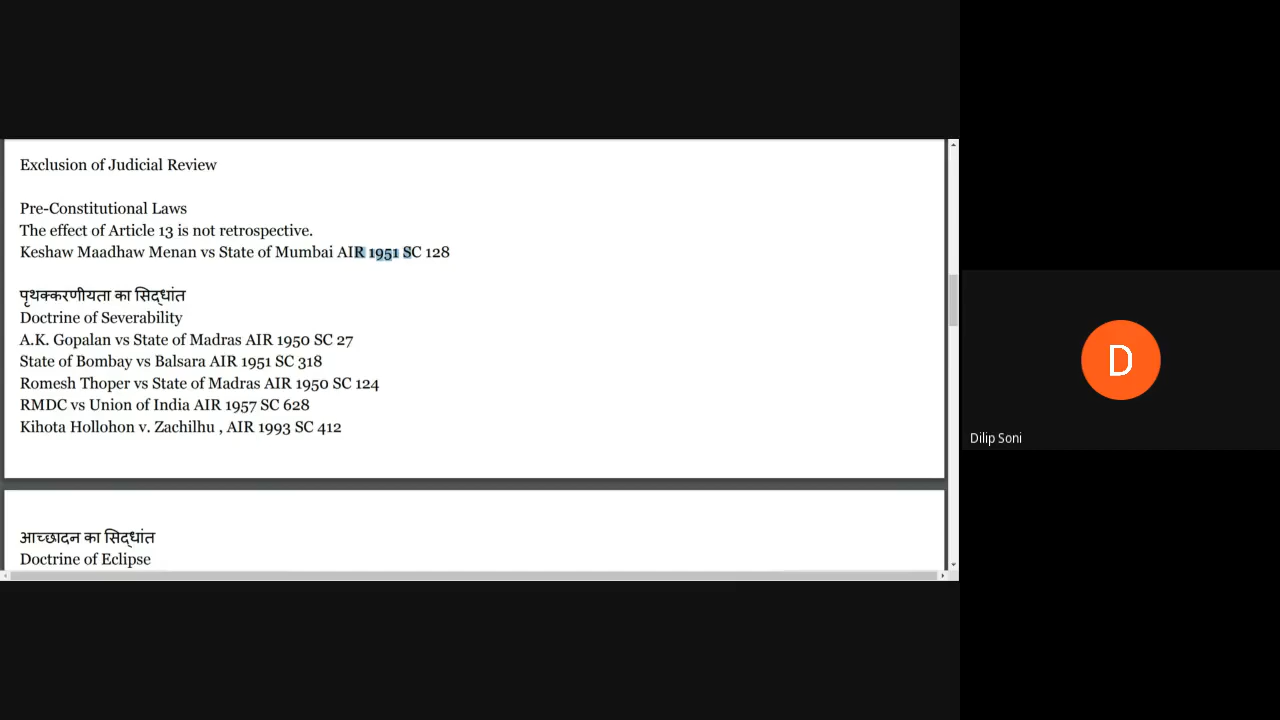 Exclusion of Judicial Review
Pre-Constitutional Laws
The effect of Article 13 is not retrospective.
Keshaw Maadhaw Menan vs State of Mumbai AIR 1951 SC 128
पृथक्करणीयता का सिद्धांत
Doctrine of Severability
A.K. Gopalan vs State of Madras AIR 1950 SC 27
State of Bombay vs Balsara AIR 1951 SC 318
Romesh Thoper vs State of Madras AIR 1950 SC 124
RMDC vs Union of India AIR 1957 SC 628
Kihota Hollohon v. Zachilhu , AIR 1993 SC 412
आच्छादन का सिद्धांत
Doctrine of Eclipse
D
Dilip Soni